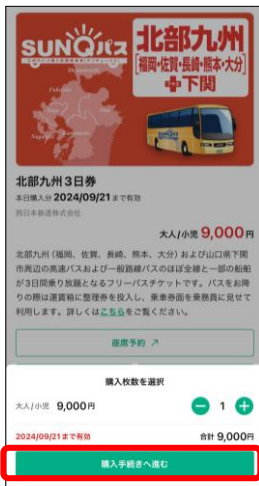 SUNQパス
北部九州
[福岡・佐賀・長崎・熊本・大分]
+下関
Fukuoka
Nagasaki
北部九州3日券
本日購入分 2024/09/21 まで有効
西日本鉄道株式会社
大人/小児 9,000円
北部九州(福岡、佐賀、長崎、熊本、大分)および山口県下関
市周辺の高速バスおよび一般路線バスのほぼ全線と一部の船舶
が3日間乗り放題となるフリーパスチケットです。バスをお降
りの際は運賃箱に整理券を投入し、乗車券面を乗務員に見せて
利用します。詳しくはこちらをご覧ください。
座席予約
購入枚数を選択
大人/小児 9,000円
1
2024/09/21まで有効
合計 9,000円
購入手続きへ進む